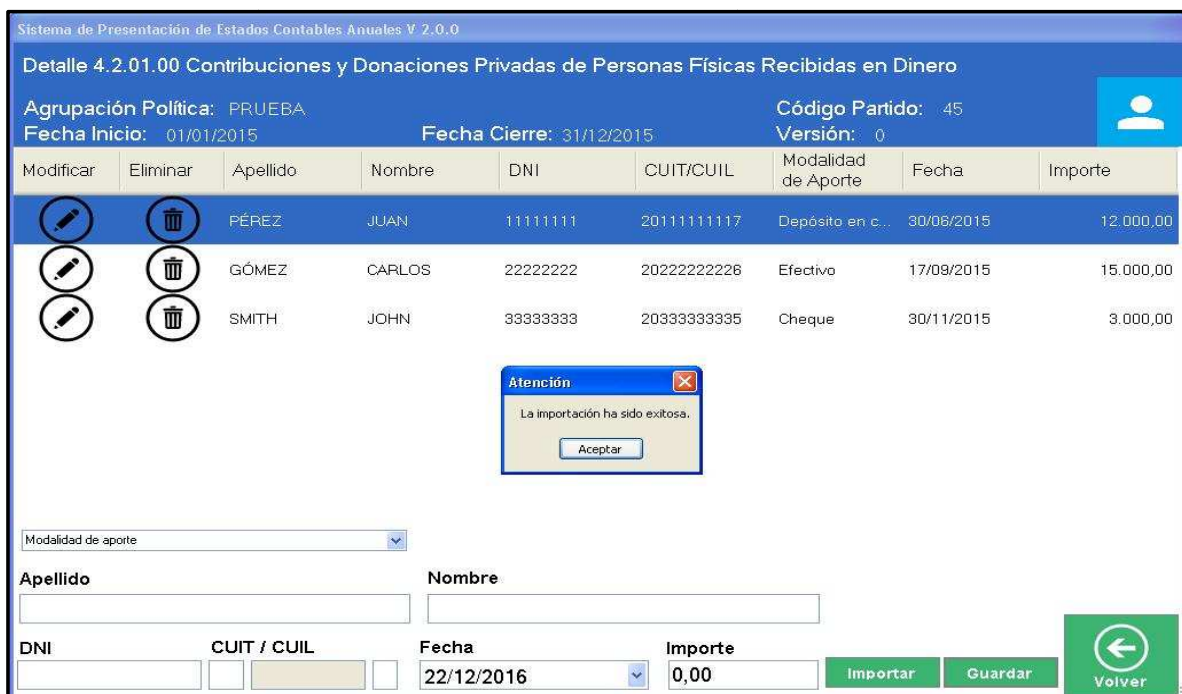 Sistema de Presentación de Estados Contables Anuales V 2.0.0
Detalle 4.2.01.00 Contribuciones y Donaciones Privadas de Personas Físicas Recibidas en Dinero
Agrupación Política: PRUEBA Código Partido: 45
Fecha Inicio: 01/01/2015 Fecha Cierre: 31/12/2015 Versión: 0
Modificar Eliminar Apellido Nombre DNI CUIT/CUIL Modalidad de Aporte Fecha Importe
PÉREZ JUAN 11111111 20111111117 Depósito en c... 30/06/2015 12.000,00
GÓMEZ CARLOS 22222222 20222222226 Efectivo 17/09/2015 15.000,00
SMITH JOHN 33333333 20333333335 Cheque 30/11/2015 3.000,00
Atención
La importación ha sido exitosa.
Aceptar
Modalidad de aporte
Apellido Nombre
DNI CUIT / CUIL Fecha Importe
22/12/2016 0,00 Importar Guardar Volver